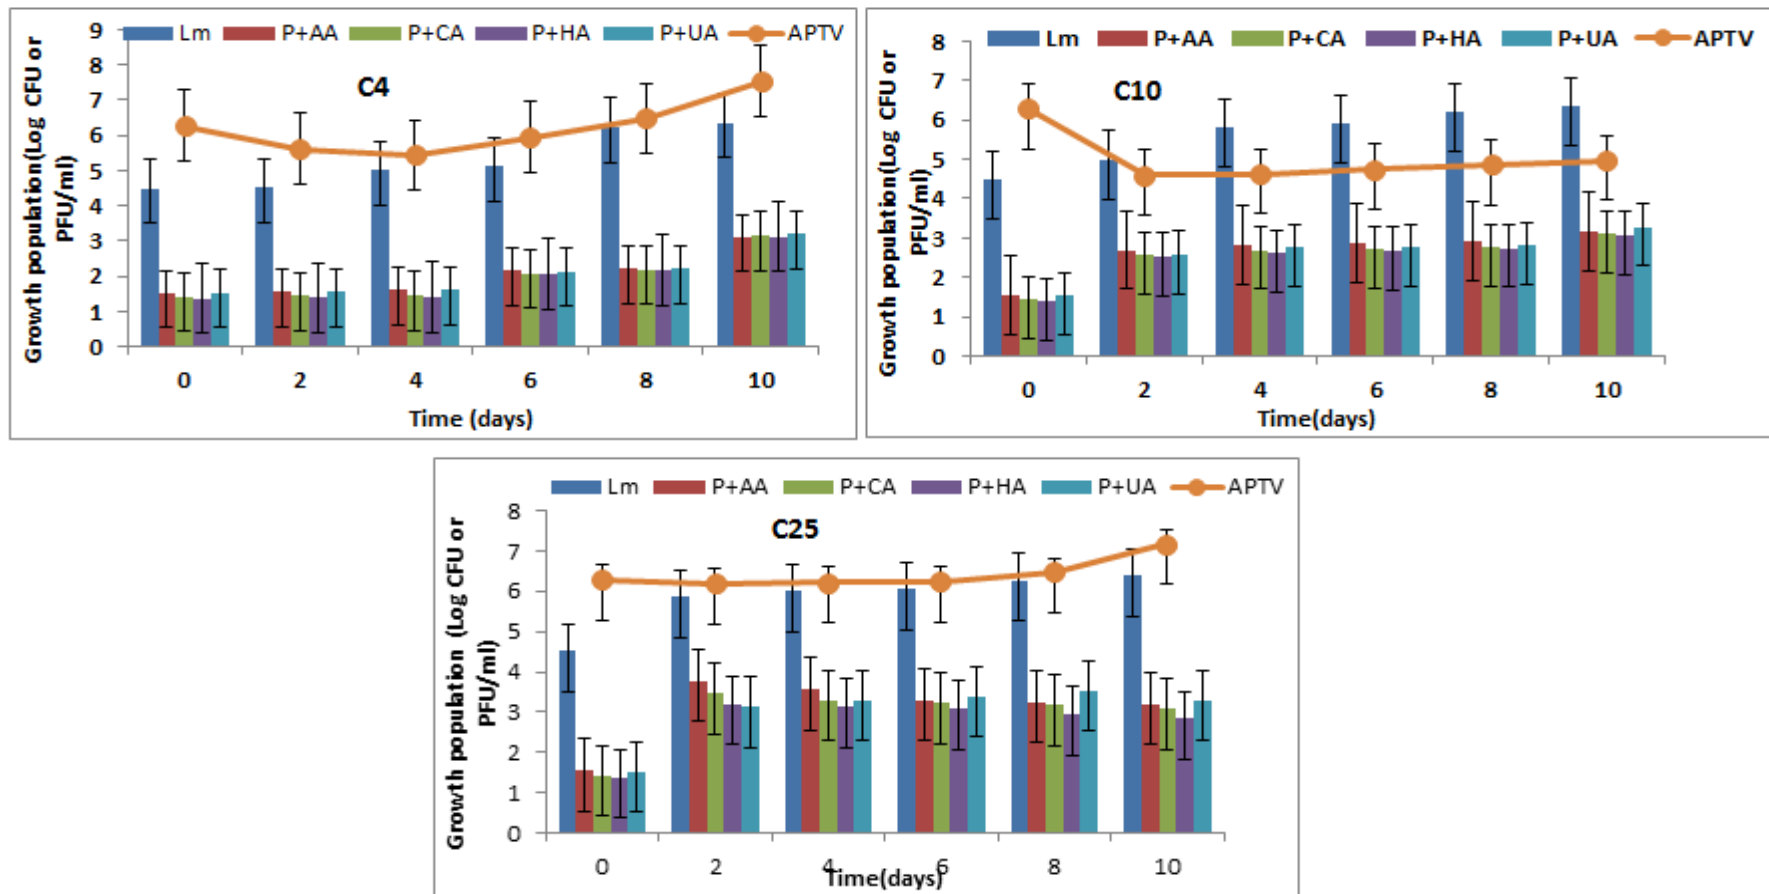 Lm P+AA P+CA P+HA P+UA APTV
C4
Growth population(Log CFU or
PFU/ml)
9
8
7
6
5
4
3
2
1
0
0 2 4 6 8 10
Time (days)
Lm P+AA P+CA P+HA P+UA APTV
C10
Growth population(Log CFU or
PFU/ml)
8
7
6
5
4
3
2
1
0
0 2 4 6 8 10
Time(days)
Lm P+AA P+CA P+HA P+UA APTV
C25
Growth population (Log CFU or
PFU/ml)
8
7
6
5
4
3
2
1
0
0 2 4 6 8 10
Time(days)